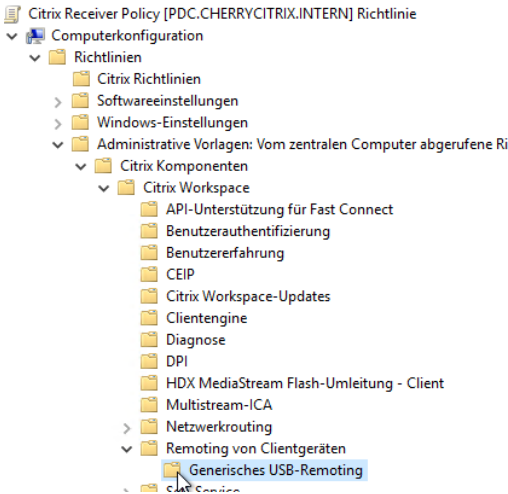 Citrix Receiver Policy [PDC.CHERRYCITRIX.INTERN] Richtlinie
Computerkonfiguration
Richtlinien
Citrix Richtlinien
Softwareeinstellungen
Windows-Einstellungen
Administrative Vorlagen: Vom zentralen Computer abgerufene Ri
Citrix Komponenten
Citrix Workspace
API-Unterstützung für Fast Connect
Benutzerauthentifizierung
Benutzererfahrung
CEIP
Citrix Workspace-Updates
Clientengine
Diagnose
DPI
HDX MediaStream Flash-Umleitung - Client
Multistream-ICA
Netzwerkrouting
Remoting von Clientgeräten
Generisches USB-Remoting
Service